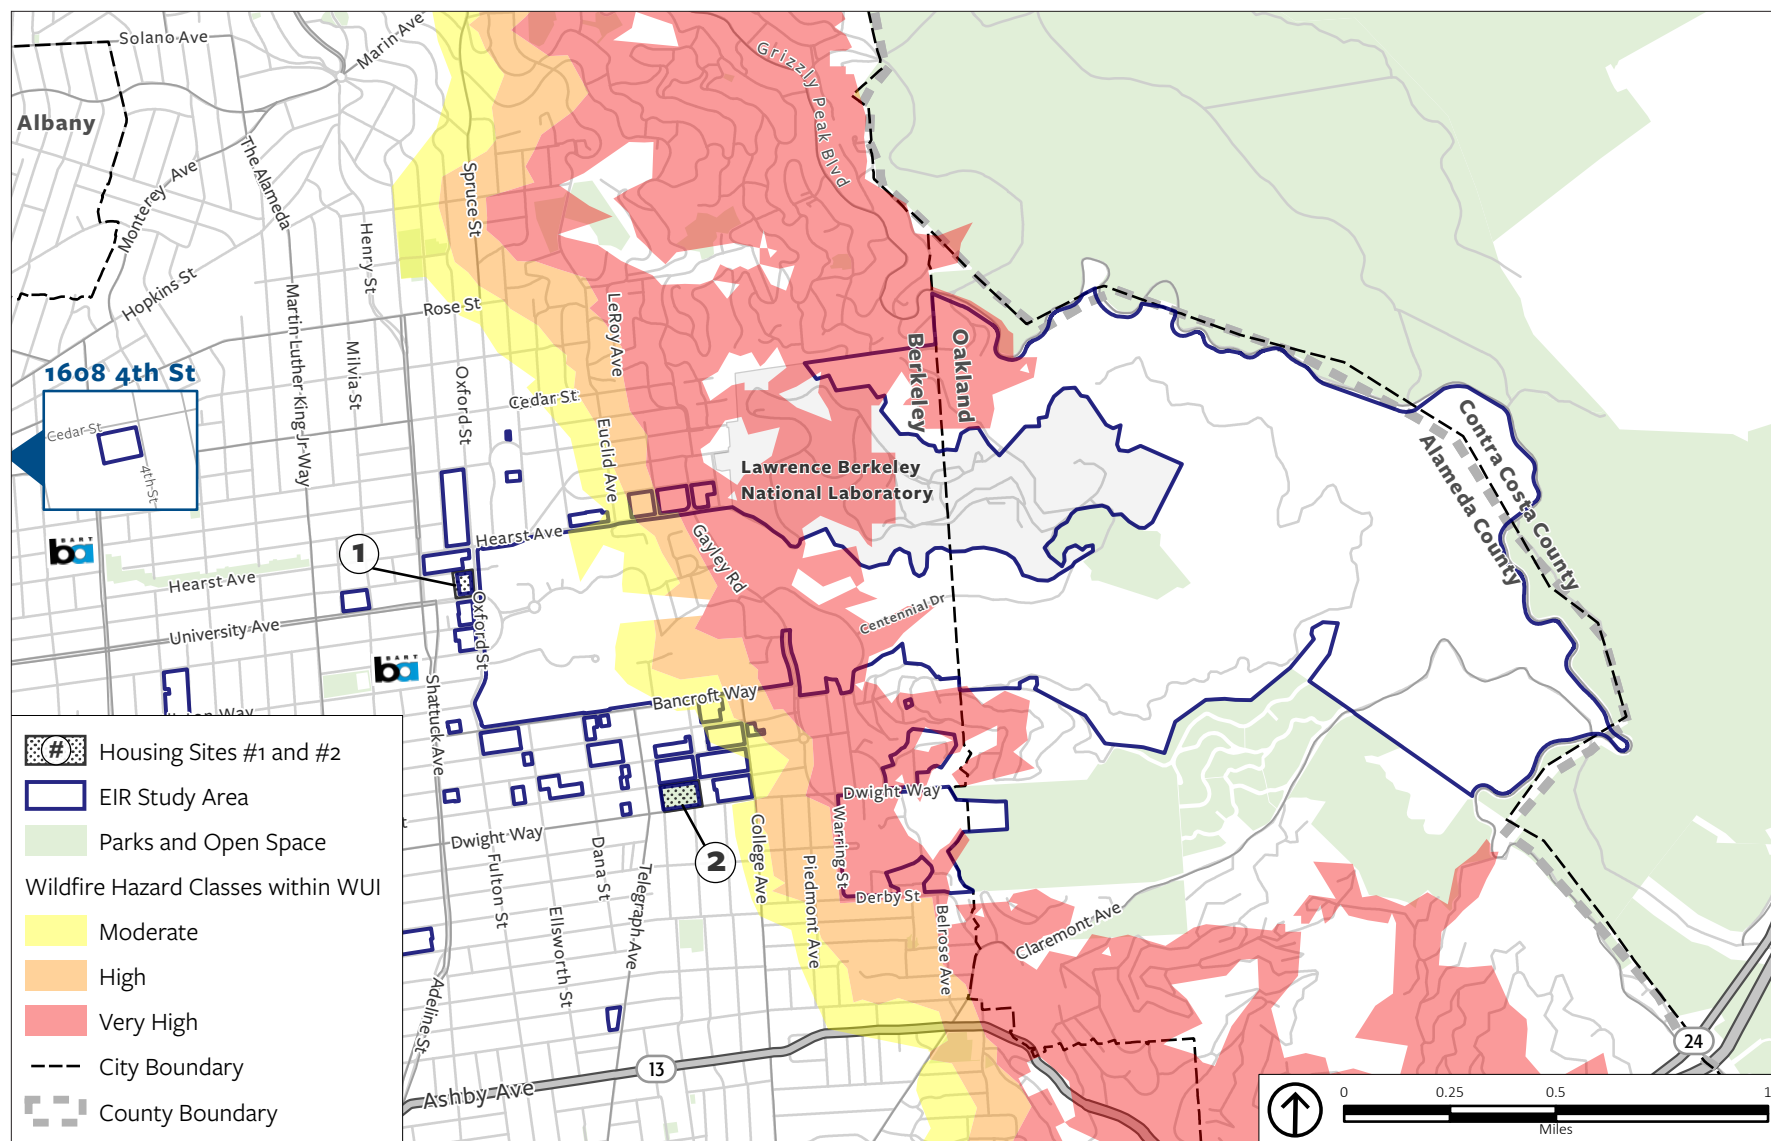 Solano Ave
Marin Ave
Grizzly Peak Blvd
Albany
The Alameda
Monterey Ave
Spruce St
Henry St
Hopkins St
Martin Luther King Jr Way
Rose St
LeRoy Ave
Milvia St
Oxford St
Cedar St
Euclid Ave
Berkeley
Oakland
1608 4th St
Cedar St
4th St
Lawrence Berkeley
National Laboratory
Contra Costa County
Alameda County
BART
ba
1
Hearst Ave
Gayley Rd
Hearst Ave
Oxford St
University Ave
Centennial Dr
BART
ba
Shattuck Ave
Bancroft Way
Way
Dwight Way
Dwight Way
2
College Ave
Warring St
Piedmont Ave
Derby St
Belrose Ave
Claremont Ave
Fulton St
Dana St
Telegraph Ave
Ellsworth St
Adeline St
Ashby Ave
13
24
# Housing Sites #1 and #2
EIR Study Area
Parks and Open Space
Wildfire Hazard Classes within WUI
Moderate
High
Very High
City Boundary
County Boundary
0 0.25 0.5 1
Miles